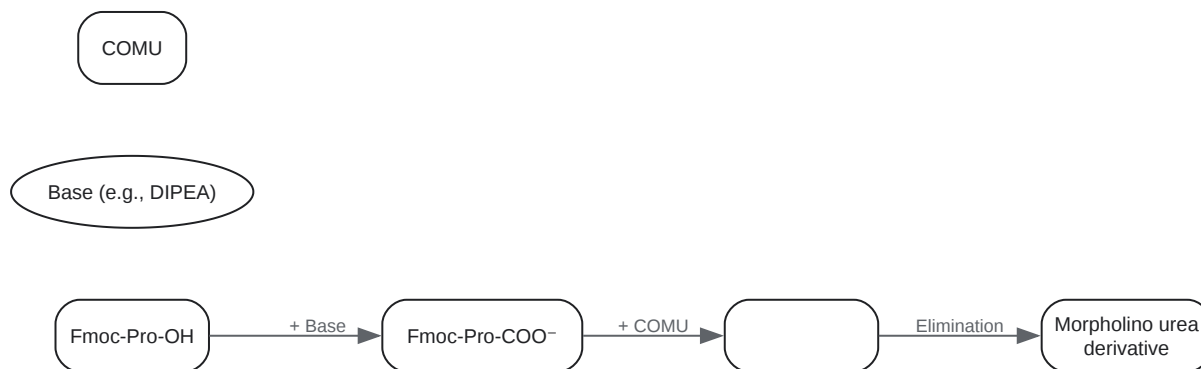 COMU
Base (e.g., DIPEA)
Fmoc-Pro-OH
+ Base
Fmoc-Pro-COO⁻
+ COMU
Elimination
Morpholino urea
derivative